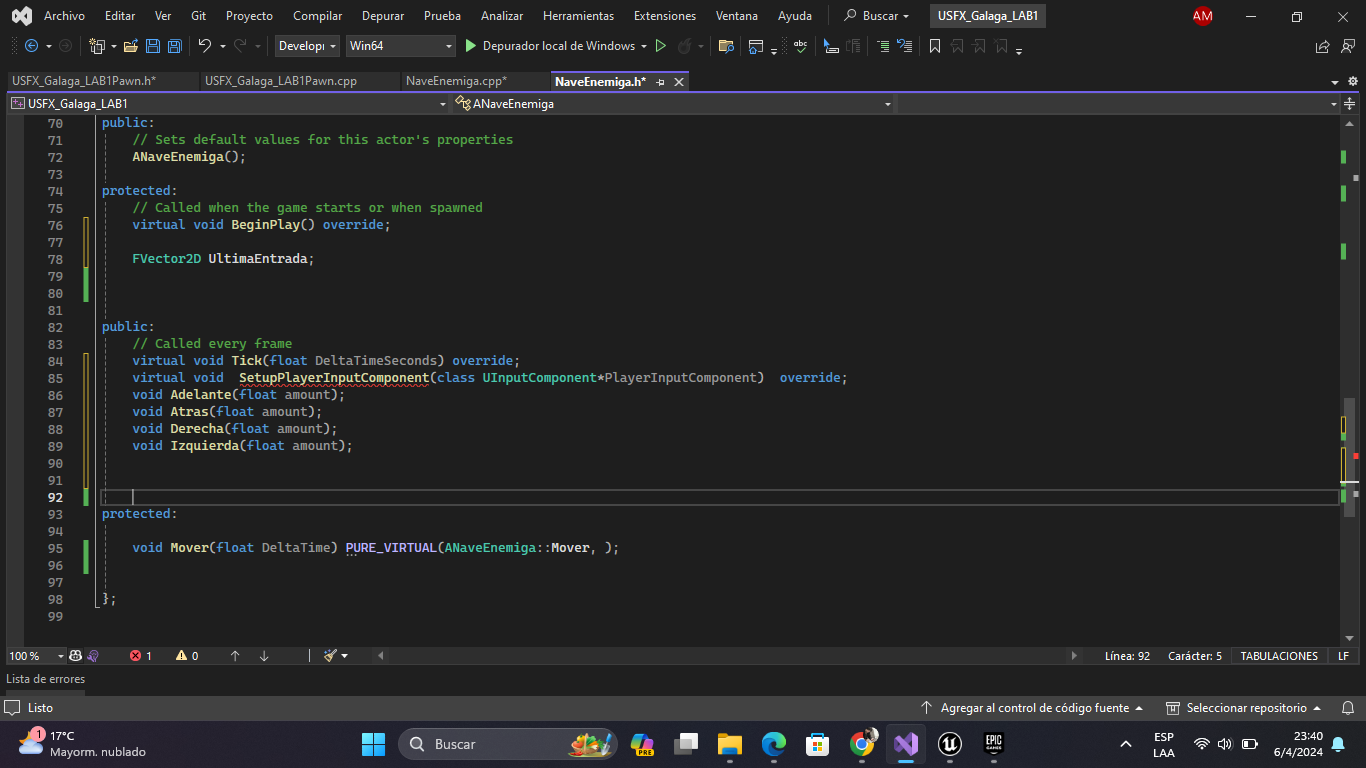 Archivo Editar Ver Git Proyecto Compilar Depurar Prueba Analizar Herramientas Extensiones Ventana Ayuda Buscar USFX_Galaga_LAB1 AM
Develop Win64 Depurador local de Windows
USFX_Galaga_LAB1Pawn.h* USFX_Galaga_LAB1Pawn.cpp NaveEnemiga.cpp* NaveEnemiga.h*
USFX_Galaga_LAB1 ANaveEnemiga
70 public:
71 // Sets default values for this actor's properties
72 ANaveEnemiga();
73
74 protected:
75 // Called when the game starts or when spawned
76 virtual void BeginPlay() override;
77
78 FVector2D UltimaEntrada;
79
80
81
82 public:
83 // Called every frame
84 virtual void Tick(float DeltaTimeSeconds) override;
85 virtual void  SetupPlayerInputComponent(class UInputComponent*PlayerInputComponent)  override;
86 void Adelante(float amount);
87 void Atras(float amount);
88 void Derecha(float amount);
89 void Izquierda(float amount);
90
91
92
93 protected:
94
95 void Mover(float DeltaTime) PURE_VIRTUAL(ANaveEnemiga::Mover, );
96
97
98 };
99
100 % 1 0 Línea: 92 Carácter: 5 TABULACIONES LF
Lista de errores
Listo Agregar al control de código fuente Seleccionar repositorio
1 17°C
Mayorm. nublado
Buscar
PRE
EPIC GAMES
ESP
LAA
23:40
6/4/2024